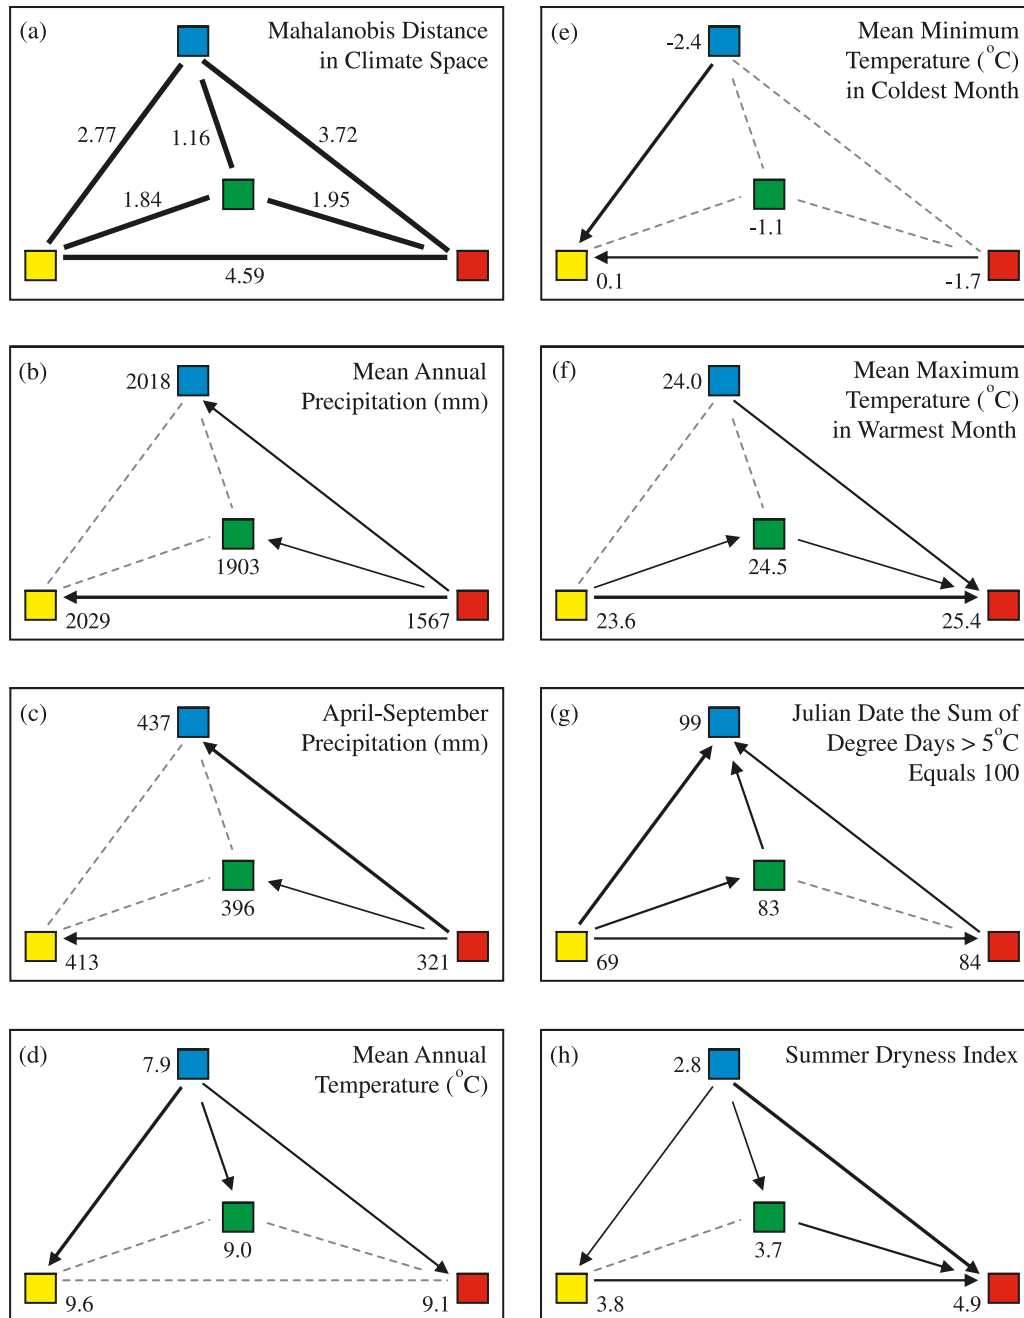 (a)
Mahalanobis Distance
in Climate Space
2.77
1.16
3.72
1.84
1.95
4.59
(e)
Mean Minimum
Temperature (°C)
in Coldest Month
-2.4
-1.1
0.1
-1.7
(b)
Mean Annual
Precipitation (mm)
2018
1903
2029
1567
(f)
Mean Maximum
Temperature (°C)
in Warmest Month
24.0
24.5
23.6
25.4
(c)
April-September
Precipitation (mm)
437
396
413
321
(g)
Julian Date the Sum of
Degree Days > 5°C
Equals 100
99
83
69
84
(d)
Mean Annual
Temperature (°C)
7.9
9.0
9.6
9.1
(h)
Summer Dryness Index
2.8
3.7
3.8
4.9